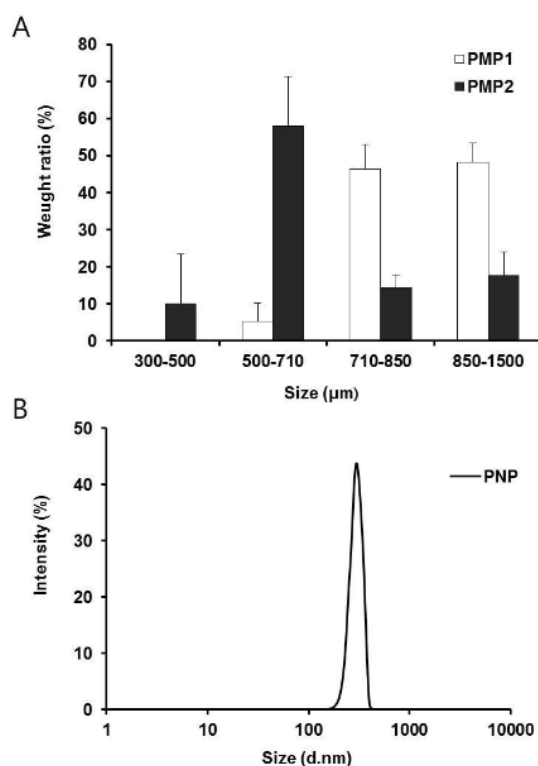 A
80
70
60
50
40
30
20
10
0
Weught ratio (%)
PMP1
PMP2
300-500 500-710 710-850 850-1500
Size (µm)
B
50
40
30
20
10
0
Intensity (%)
PNP
1 10 100 1000 10000
Size (d.nm)